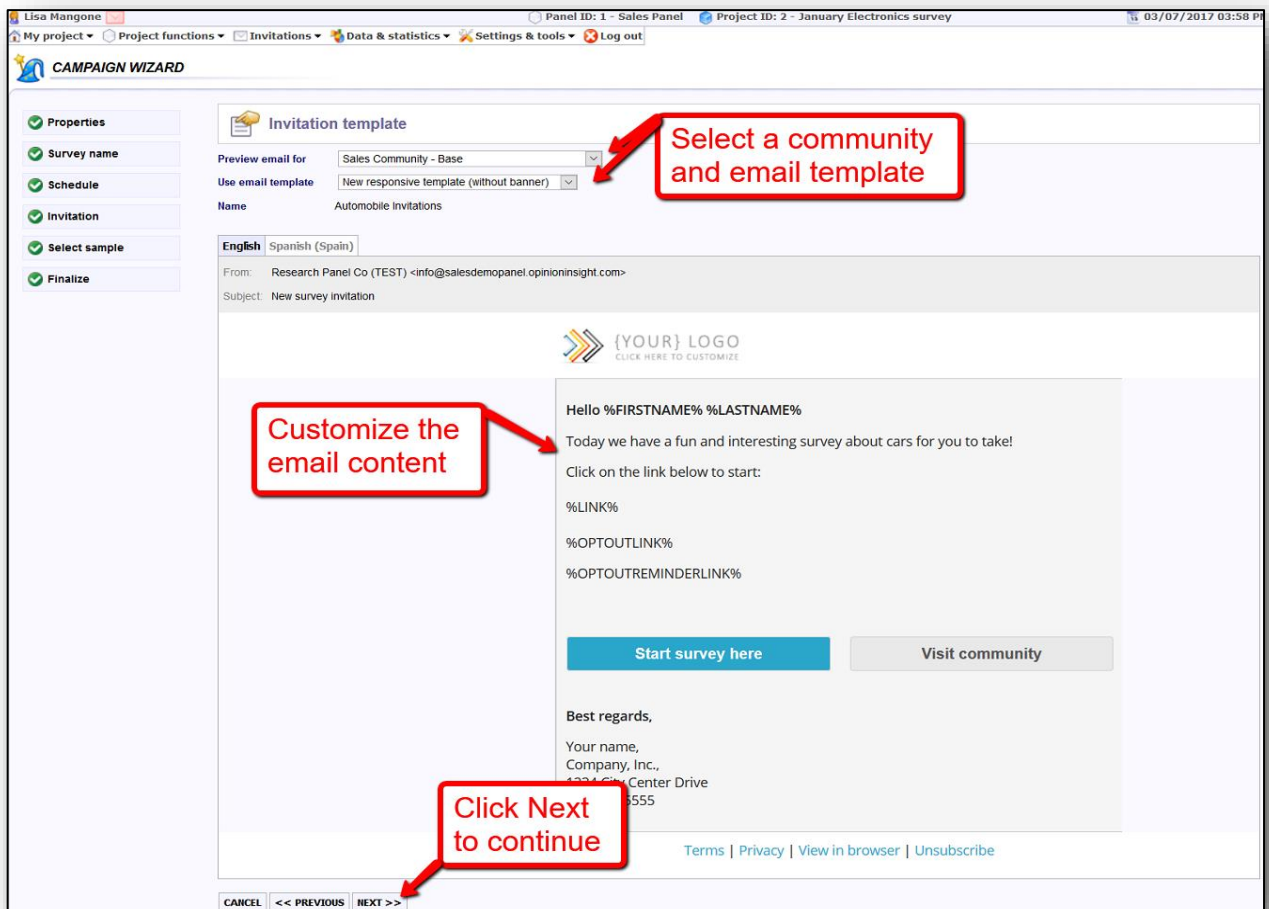 Lisa Mangone Panel ID: 1 - Sales Panel Project ID: 2 - January Electronics survey 03/07/2017 03:58
My project Project functions Invitations Data & statistics Settings & tools Log out
CAMPAIGN WIZARD
Properties
Survey name
Schedule
Invitation
Select sample
Finalize
Invitation template
Preview email for Sales Community - Base
Use email template New responsive template (without banner)
Name Automobile Invitations
Select a community
and email template
English Spanish (Spain)
From: Research Panel Co (TEST) <info@salesdemopanel.opinioninsight.com>
Subject: New survey invitation
{YOUR} LOGO
CLICK HERE TO CUSTOMIZE
Customize the
email content
Hello %FIRSTNAME% %LASTNAME%
Today we have a fun and interesting survey about cars for you to take!
Click on the link below to start:
%LINK%
%OPTOUTLINK%
%OPTOUTREMINDERLINK%
Start survey here Visit community
Best regards,
Your name,
Company, Inc.,
Center Drive
5555
Click Next
to continue
Terms | Privacy | View in browser | Unsubscribe
CANCEL << PREVIOUS NEXT >>